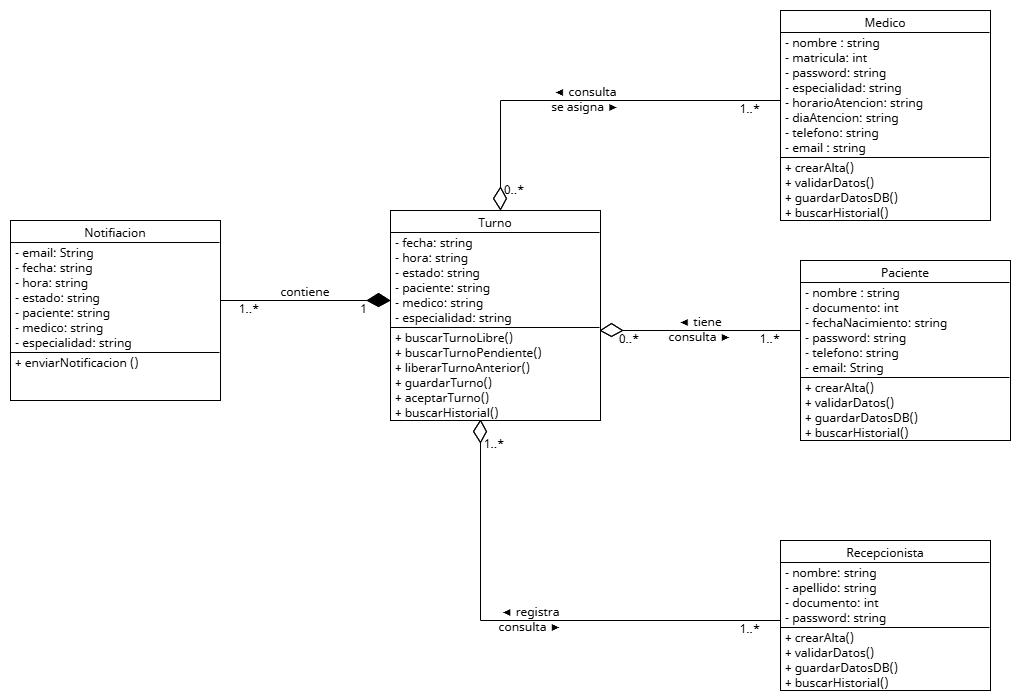 Medico
- nombre : string
- matricula: int
- password: string
- especialidad: string
- horarioAtencion: string
- diaAtencion: string
- telefono: string
- email : string
+ crearAlta()
+ validarDatos()
+ guardarDatosDB()
+ buscarHistorial()
◄ consulta
se asigna ►
1..*
0..*
Notifiacion
- email: String
- fecha: string
- hora: string
- estado: string
- paciente: string
- medico: string
- especialidad: string
+ enviarNotificacion ()
contiene
1..*
1
Turno
- fecha: string
- hora: string
- estado: string
- paciente: string
- medico: string
- especialidad: string
+ buscarTurnoLibre()
+ buscarTurnoPendiente()
+ liberarTurnoAnterior()
+ guardarTurno()
+ aceptarTurno()
+ buscarHistorial()
◄ tiene
consulta ►
0..*
1..*
Paciente
- nombre : string
- documento: int
- fechaNacimiento: string
- password: string
- telefono: string
- email: String
+ crearAlta()
+ validarDatos()
+ guardarDatosDB()
+ buscarHistorial()
1..*
◄ registra
consulta ►
1..*
Recepcionista
- nombre: string
- apellido: string
- documento: int
- password: string
+ crearAlta()
+ validarDatos()
+ guardarDatosDB()
+ buscarHistorial()